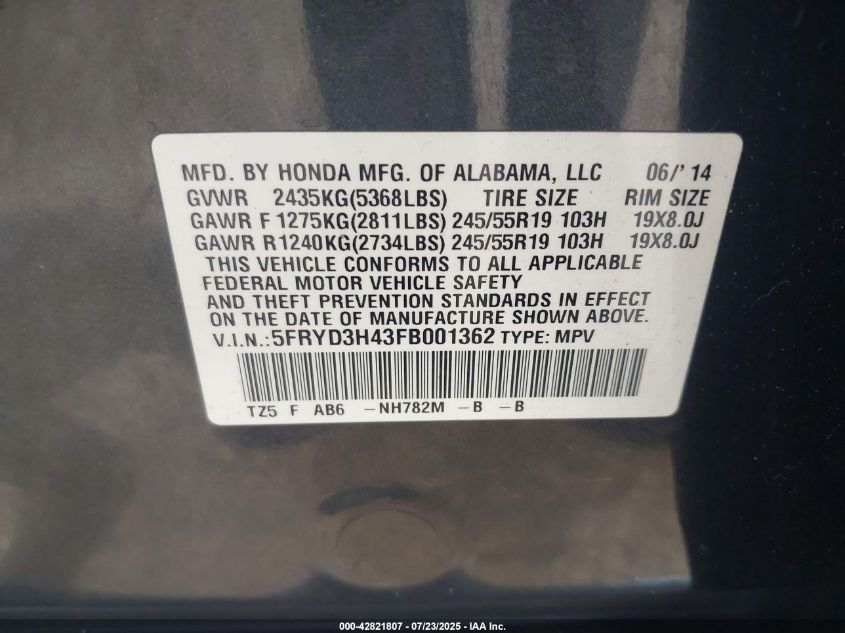 MFD. BY HONDA MFG. OF ALABAMA, LLC 06/' 14
GVWR 2435KG(5368LBS) TIRE SIZE RIM SIZE
GAWR F 1275KG(2811LBS) 245/55R19 103H 19X8.0J
GAWR R 1240KG(2734LBS) 245/55R19 103H 19X8.0J
THIS VEHICLE CONFORMS TO ALL APPLICABLE
FEDERAL MOTOR VEHICLE SAFETY
AND THEFT PREVENTION STANDARDS IN EFFECT
ON THE DATE OF MANUFACTURE SHOWN ABOVE.
V.I.N.:5FRYD3H43FB001362 TYPE: MPV
TZ5 F AB6 -NH782M -B -B
000-42821807 - 07/23/2025 - IAA Inc.